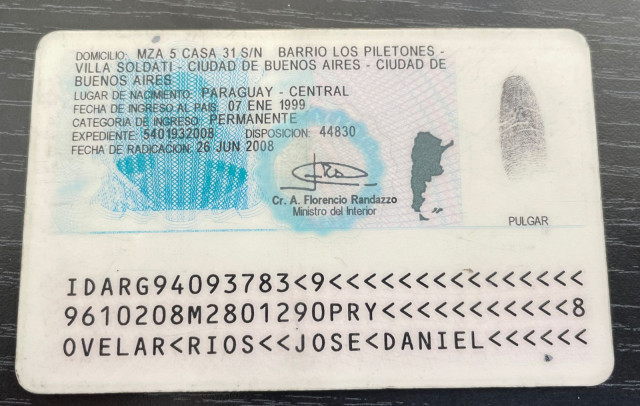 DOMICILIO: MZA 5 CASA 31 S/N BARRIO LOS PILETONES -
VILLA SOLDATI - CIUDAD DE BUENOS AIRES - CIUDAD DE
BUENOS AIRES
LUGAR DE NACIMIENTO: PARAGUAY - CENTRAL
FECHA DE INGRESO AL PAIS: 07 ENE 1999
CATEGORIA DE INGRESO: PERMANENTE
EXPEDIENTE: 5401932008 DISPOSICION: 44830
FECHA DE RADICACION: 26 JUN 2008
Cr. A. Florencio Randazzo
Ministro del Interior
PULGAR
IDARG94093783<9<<<<<<<<<<<<<<<
9610208M2801290PRY<<<<<<<<<<<8
OVELAR<RIOS<<JOSE<DANIEL<<<<<<